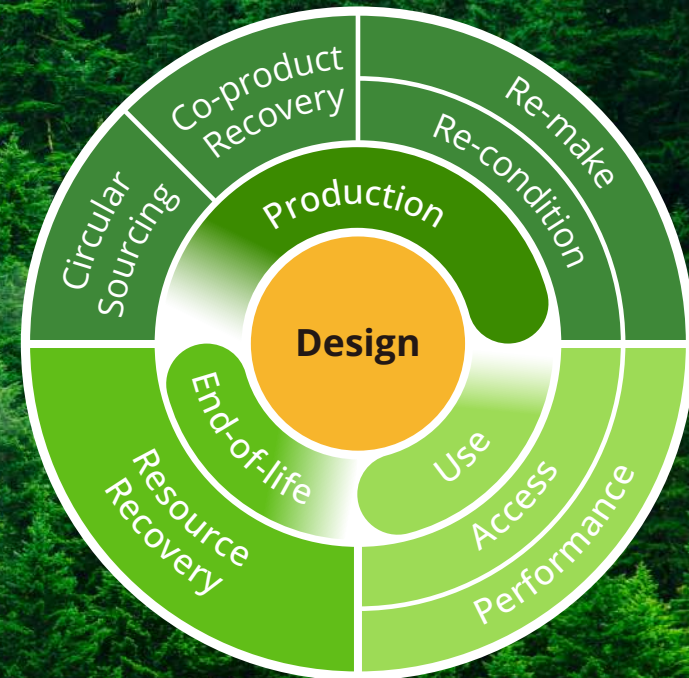 Co-product
Recovery
Re-make
Re-condition
Circular
Sourcing
Production
Design
End-of-life
Use
Resource
Recovery
Access
Performance